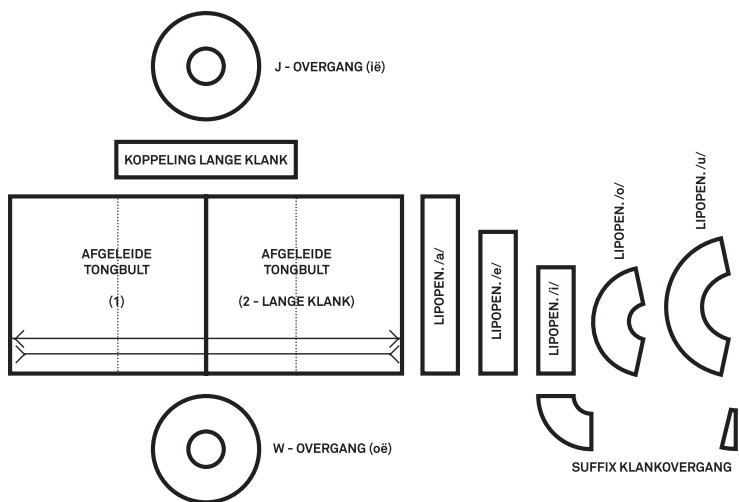 J - OVERGANG (ië)
KOPPELING LANGE KLANK
AFGELEIDE
TONGBULT
(1)
AFGELEIDE
TONGBULT
(2 - LANGE KLANK)
LIPOPEN. /a/
LIPOPEN. /e/
LIPOPEN. /i/
LIPOPEN. /o/
LIPOPEN. /u/
W - OVERGANG (oë)
SUFFIX KLANKOVERGANG